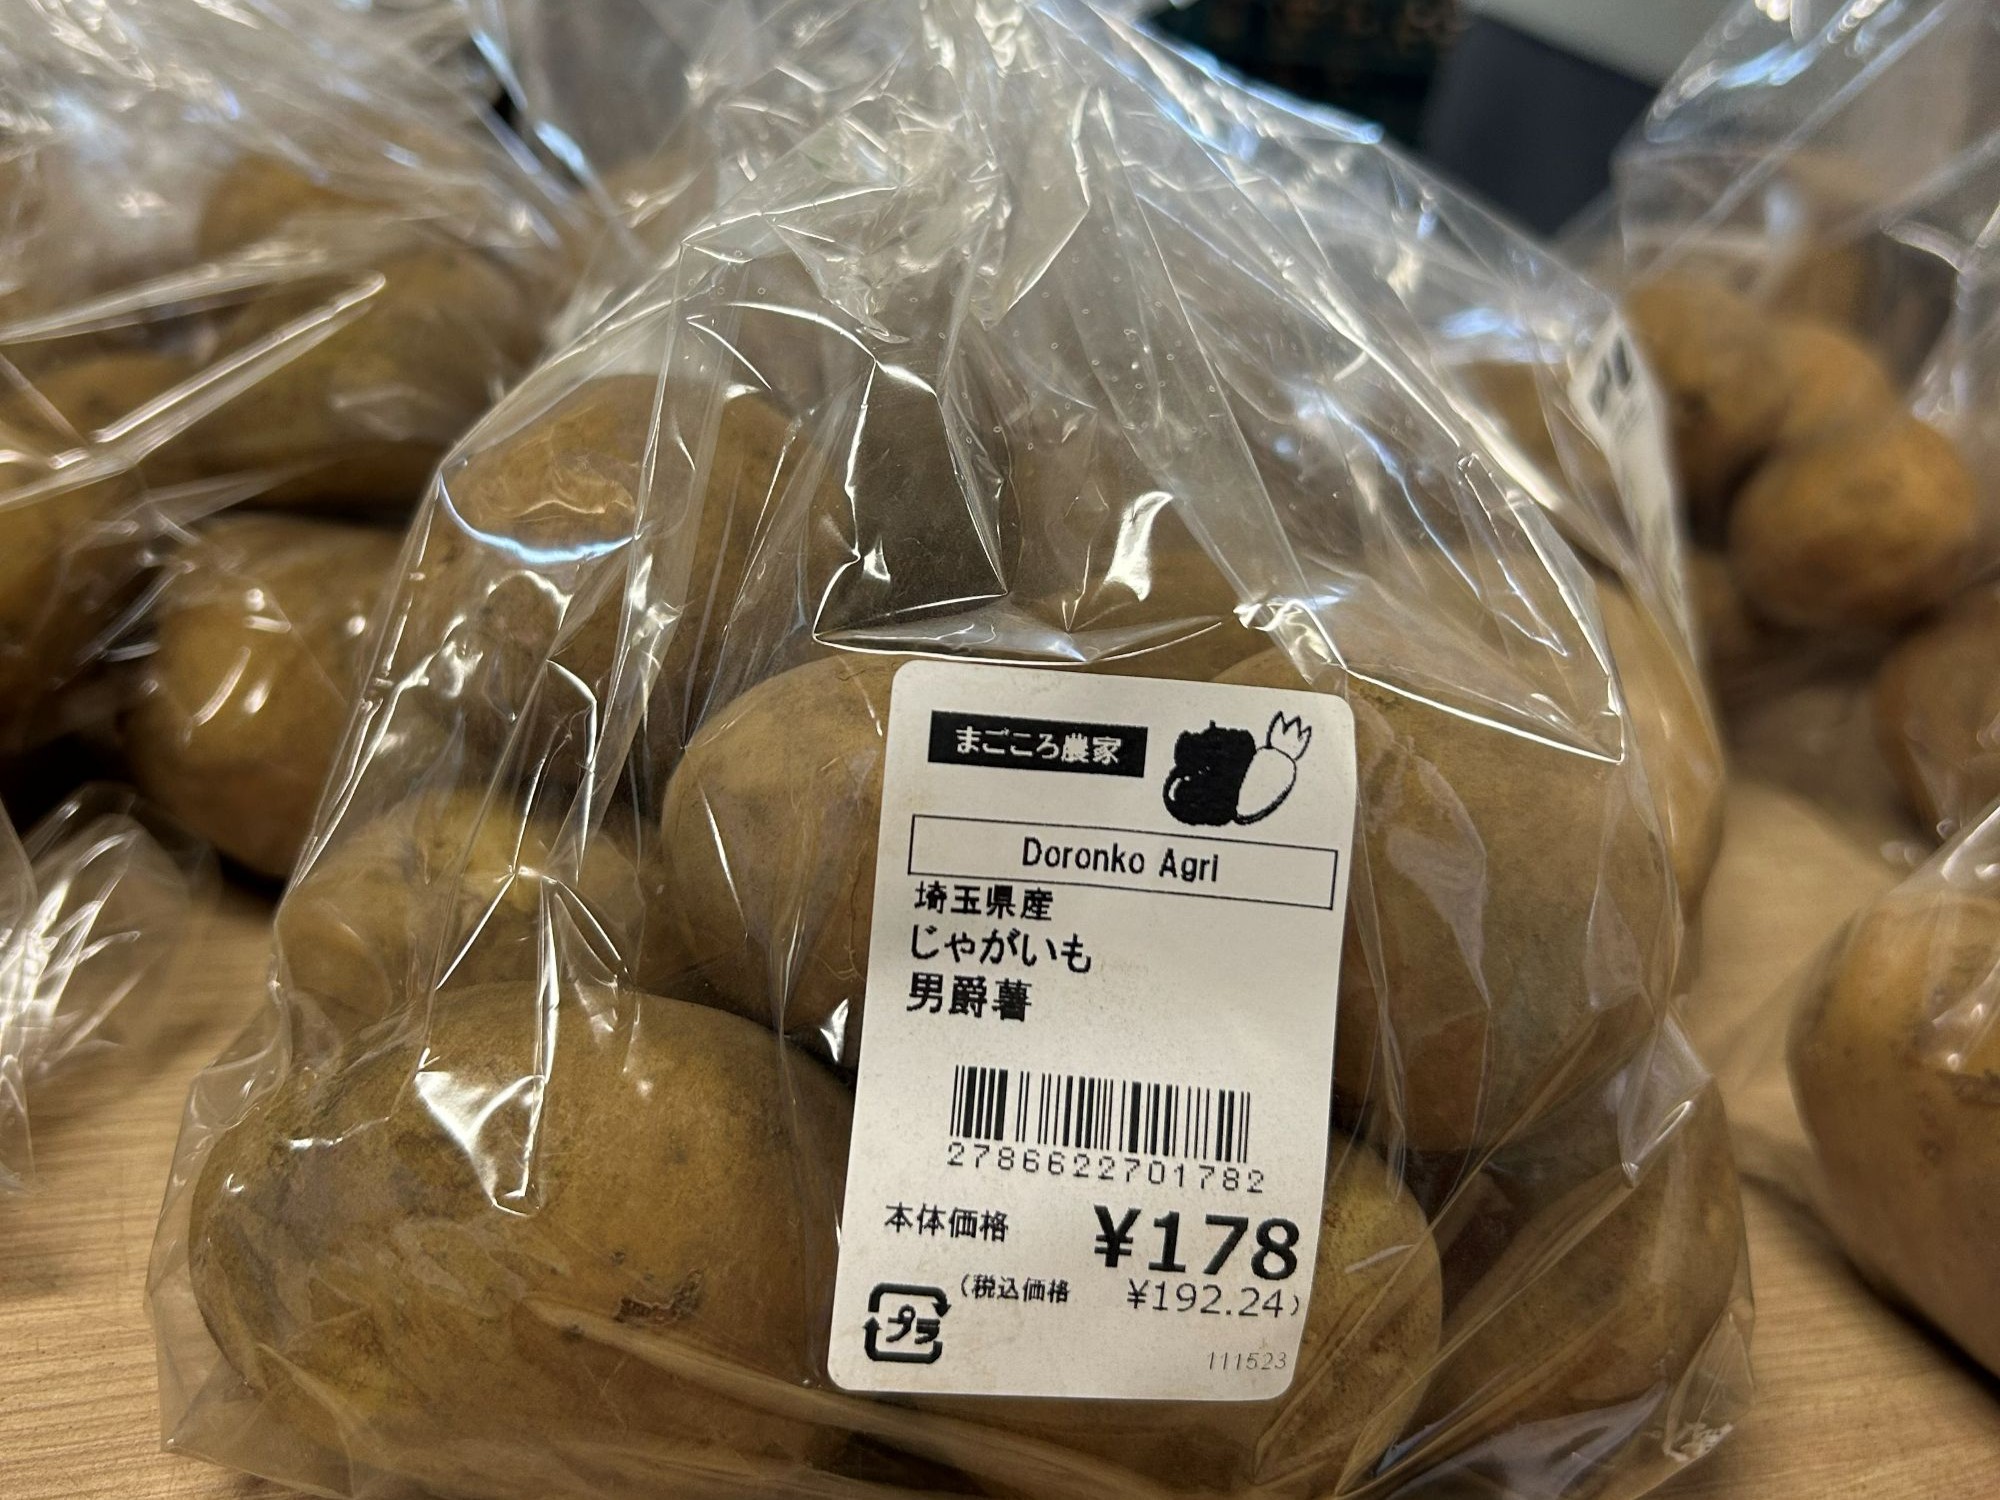 まごころ農家
Doronko Agri
埼玉県産
じゃがいも
男爵薯
2786622701782
本体価格 ¥178
(税込価格 ¥192.24)
プラ
111523